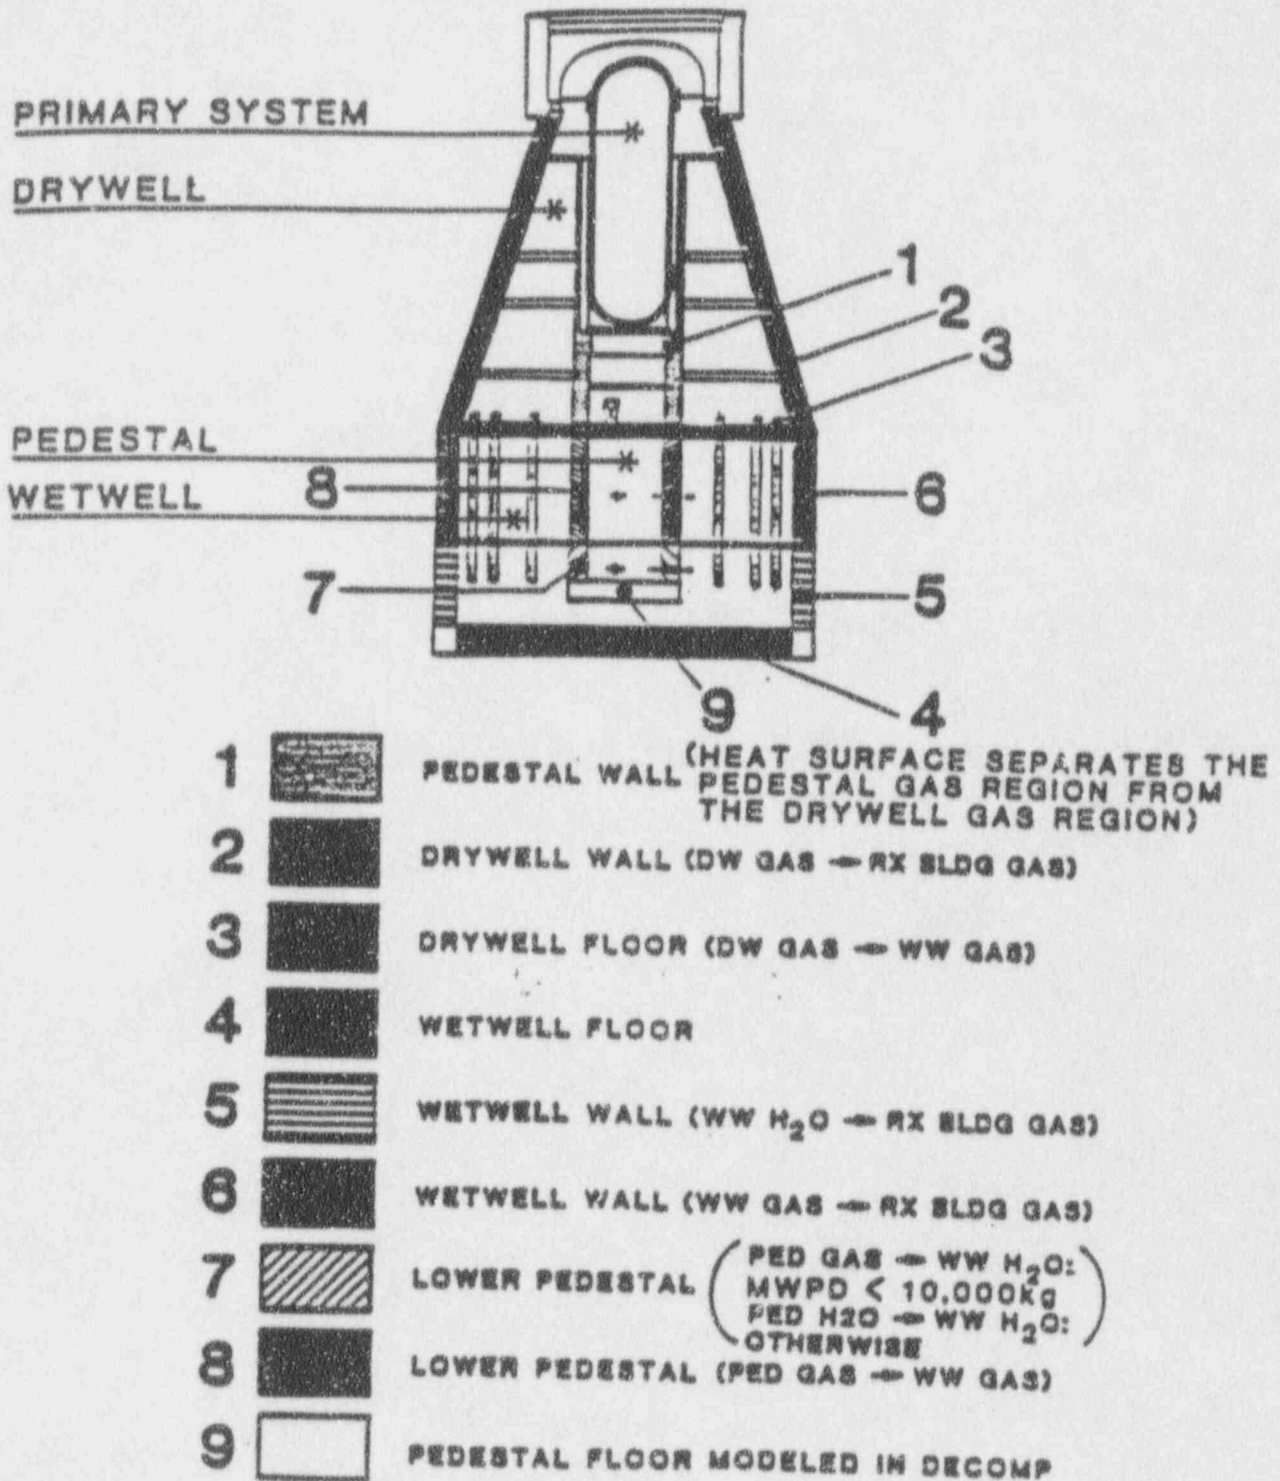 PRIMARY SYSTEM
DRYWELL
1
2
3
PEDESTAL
8
6
WETWELL
7
5
9
4
1 PEDESTAL WALL (HEAT SURFACE SEPARATES THE
PEDESTAL GAS REGION FROM
THE DRYWELL GAS REGION)
2 DRYWELL WALL (DW GAS → RX BLDG GAS)
3 DRYWELL FLOOR (DW GAS → WW GAS)
4 WETWELL FLOOR
5 WETWELL WALL (WW H₂O → RX BLDG GAS)
6 WETWELL WALL (WW GAS → RX BLDG GAS)
7 LOWER PEDESTAL (PED GAS → WW H₂O:
MWPD < 10,000kg
PED H2O → WW H₂O:
OTHERWISE)
8 LOWER PEDESTAL (PED GAS → WW GAS)
9 PEDESTAL FLOOR MODELED IN DECOMP